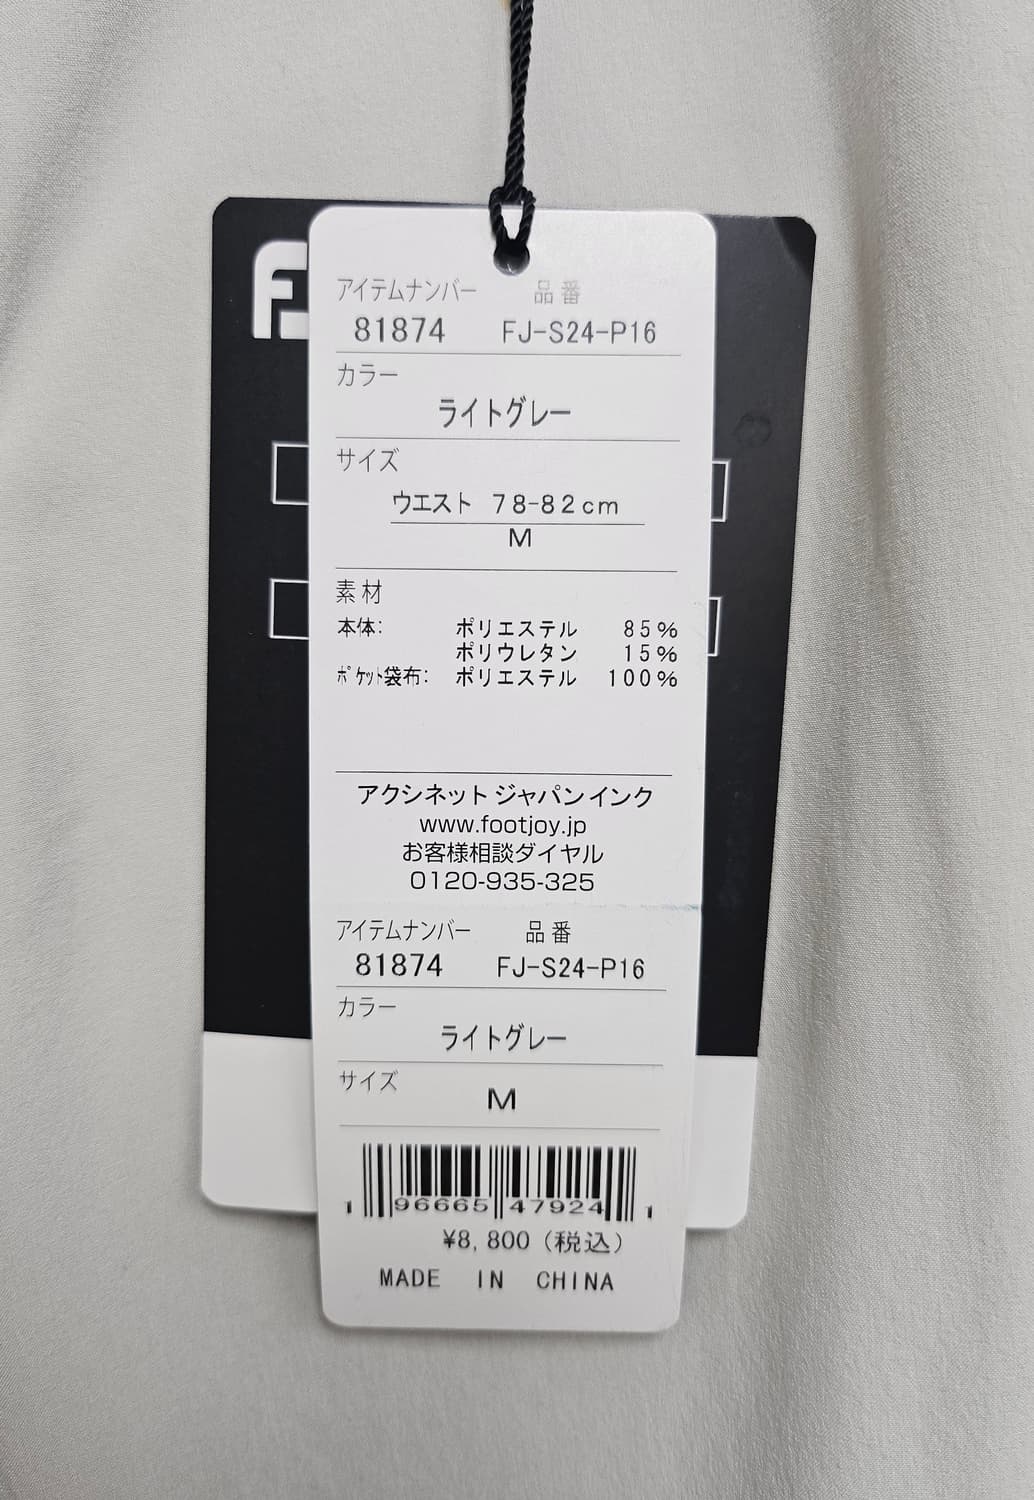 アイテムナンバー 品番
81874 FJ-S24-P16
カラー
ライトグレー
サイズ
ウエスト 78-82cm
M
素材
本体: ポリエステル 85%
ポリウレタン 15%
ポケット袋布: ポリエステル 100%
アクシネット ジャパン インク
www.footjoy.jp
お客様相談ダイヤル
0120-935-325
アイテムナンバー 品番
81874 FJ-S24-P16
カラー
ライトグレー
サイズ
M
1 96665 47924 1
¥8,800 (税込)
MADE IN CHINA